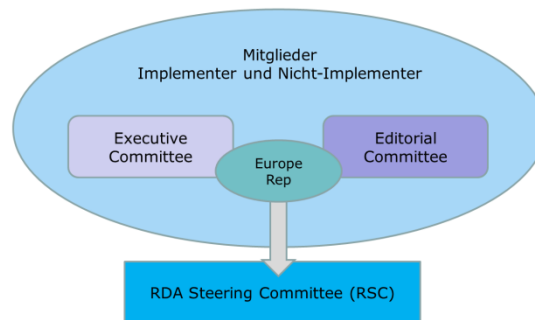 Mitglieder
Implementer und Nicht-Implementer
Executive
Committee
Europe
Rep
Editorial
Committee
RDA Steering Committee (RSC)